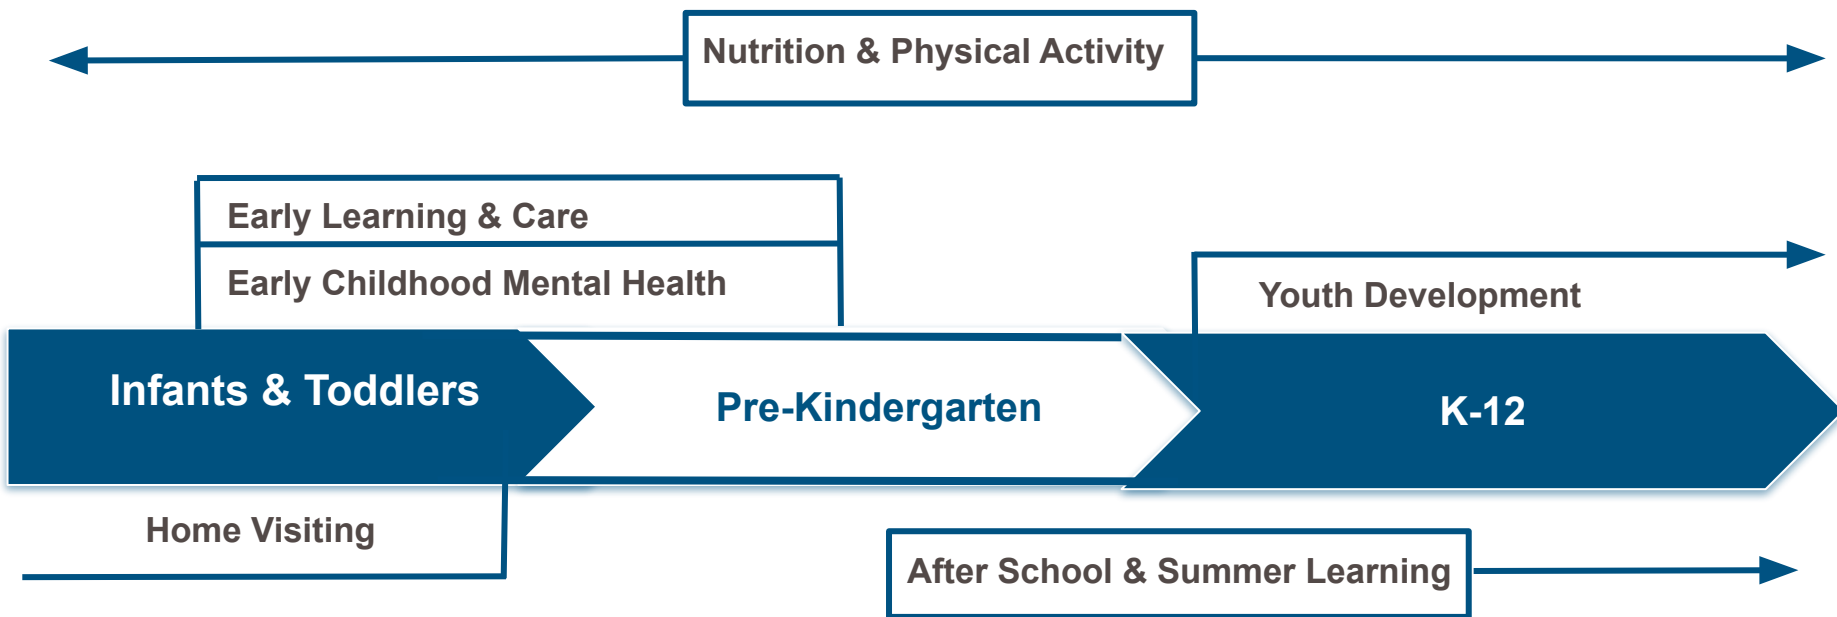 Nutrition & Physical Activity
Early Learning & Care
Early Childhood Mental Health
Youth Development
Infants & Toddlers
Pre-Kindergarten
K-12
Home Visiting
After School & Summer Learning